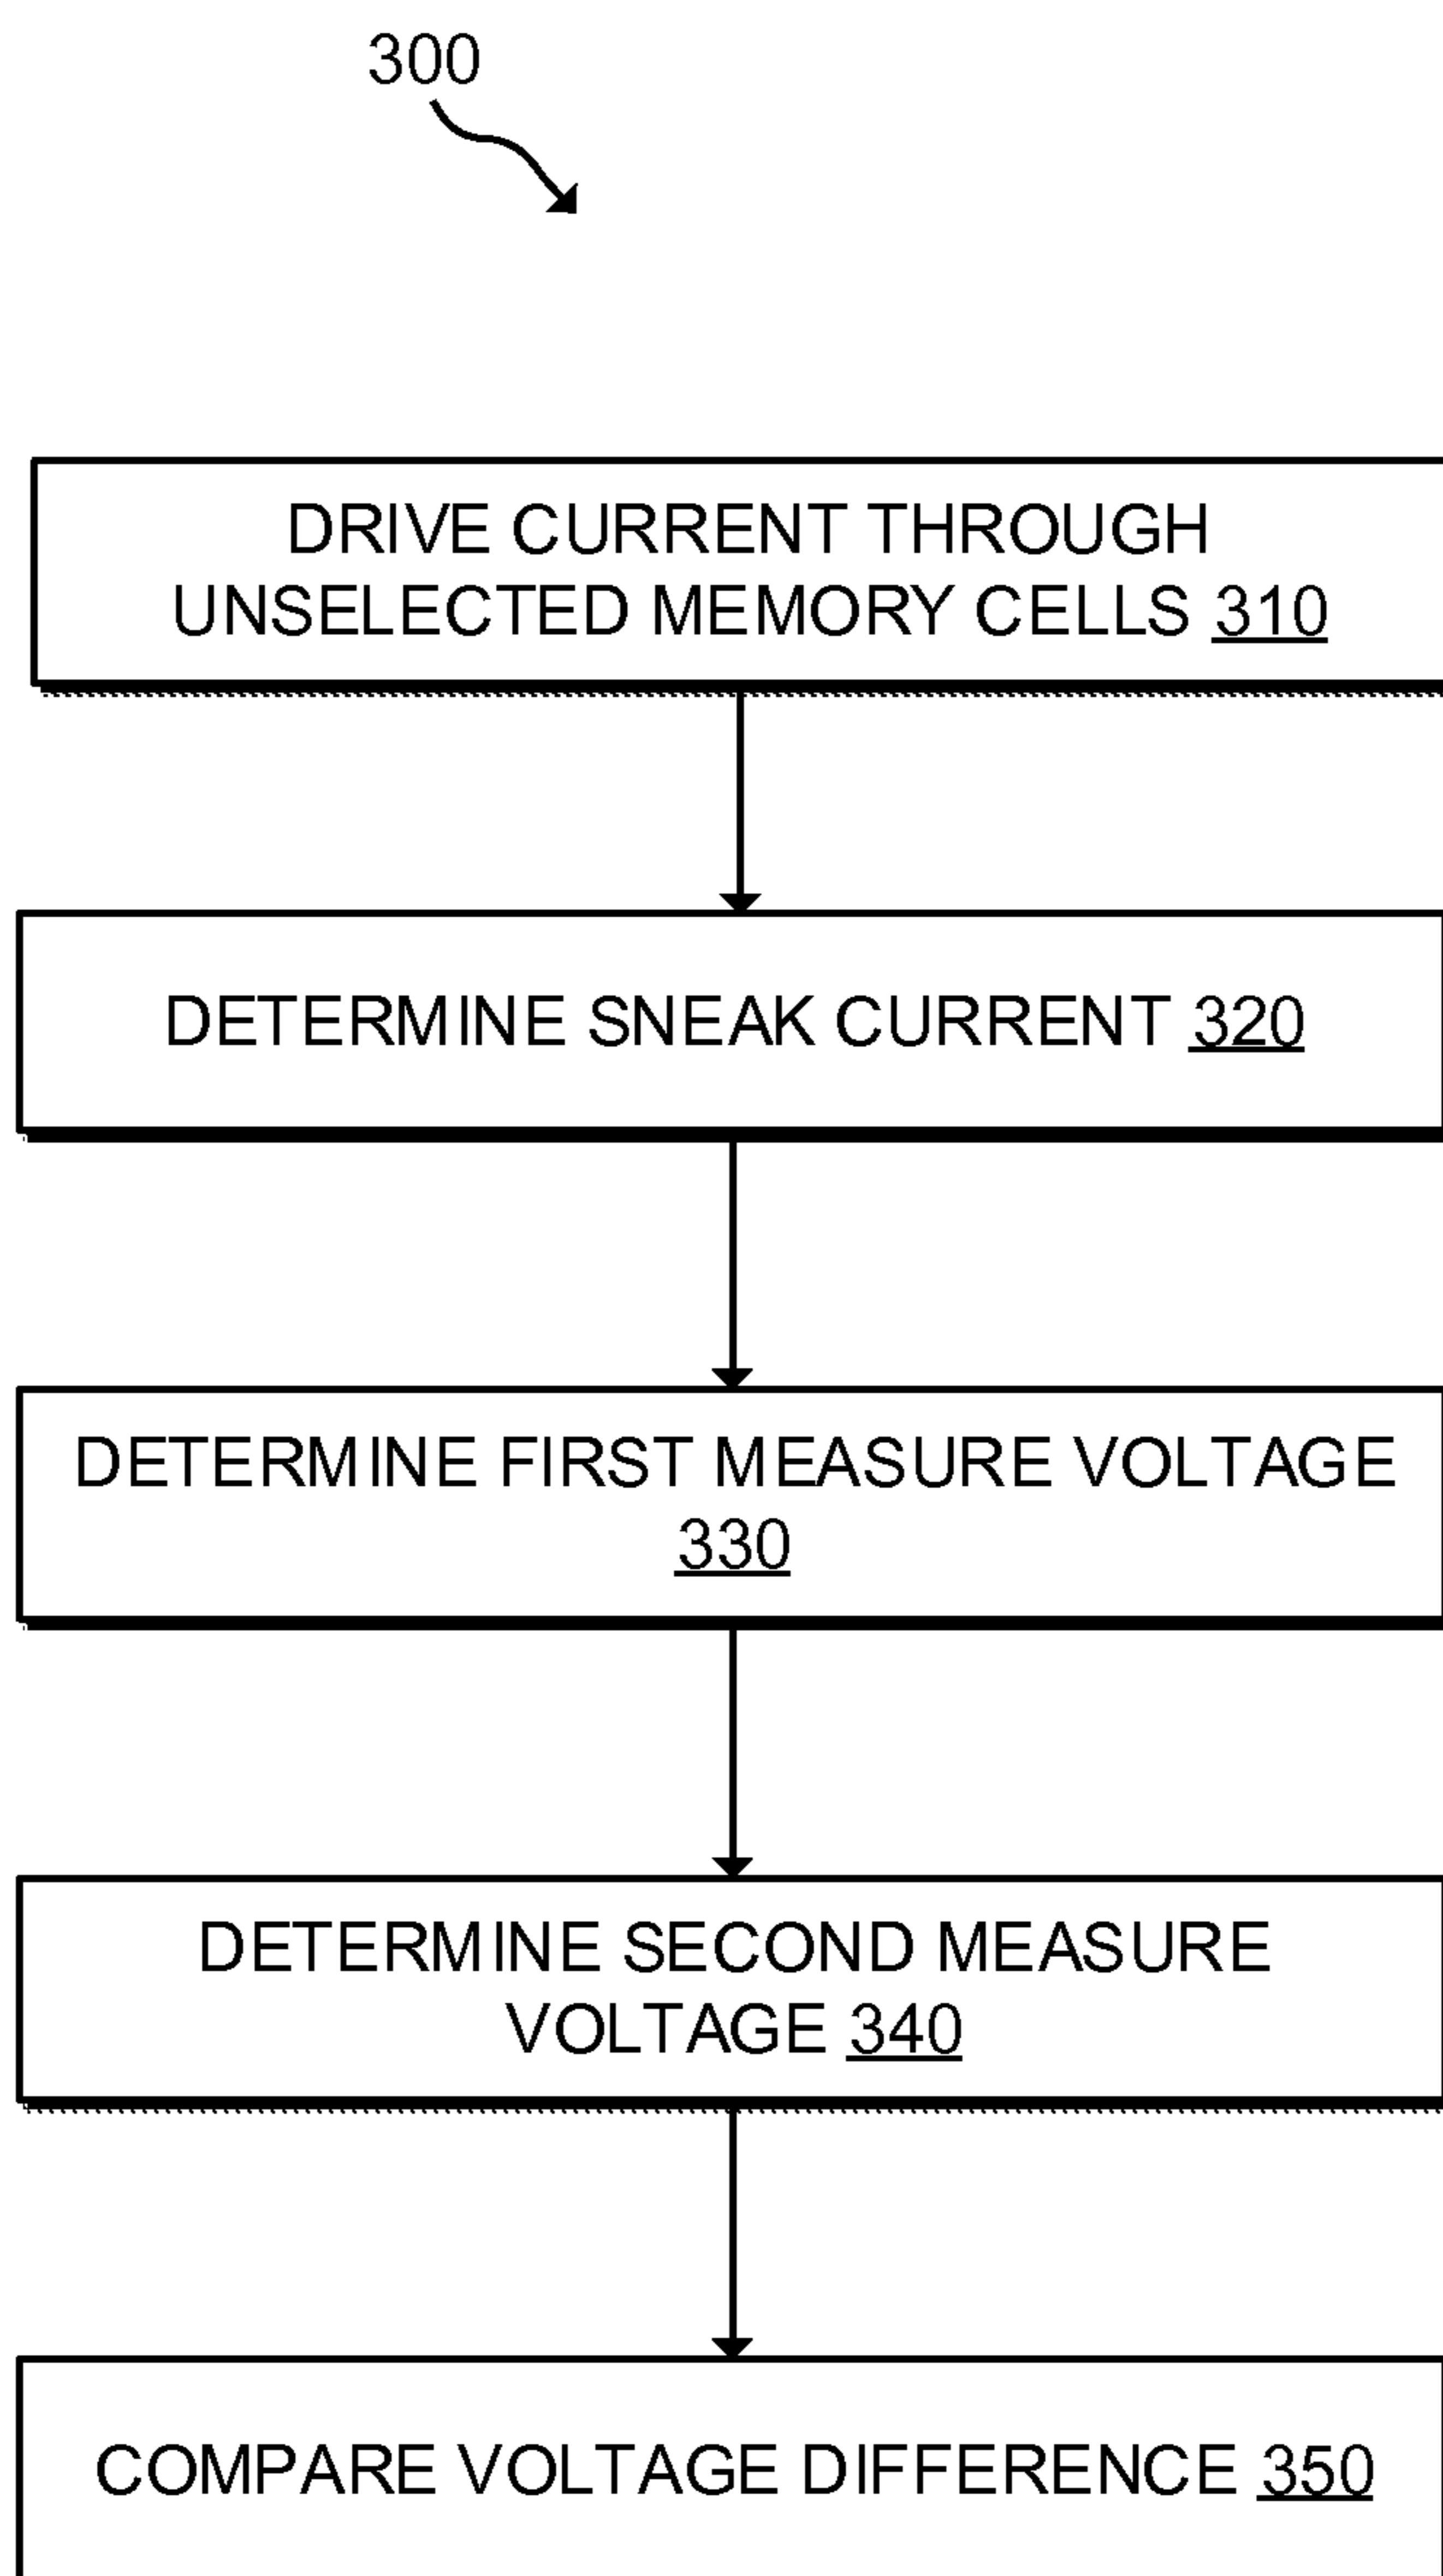 300
DRIVE CURRENT THROUGH
UNSELECTED MEMORY CELLS 310
DETERMINE SNEAK CURRENT 320
DETERMINE FIRST MEASURE VOLTAGE
330
DETERMINE SECOND MEASURE
VOLTAGE 340
COMPARE VOLTAGE DIFFERENCE 350